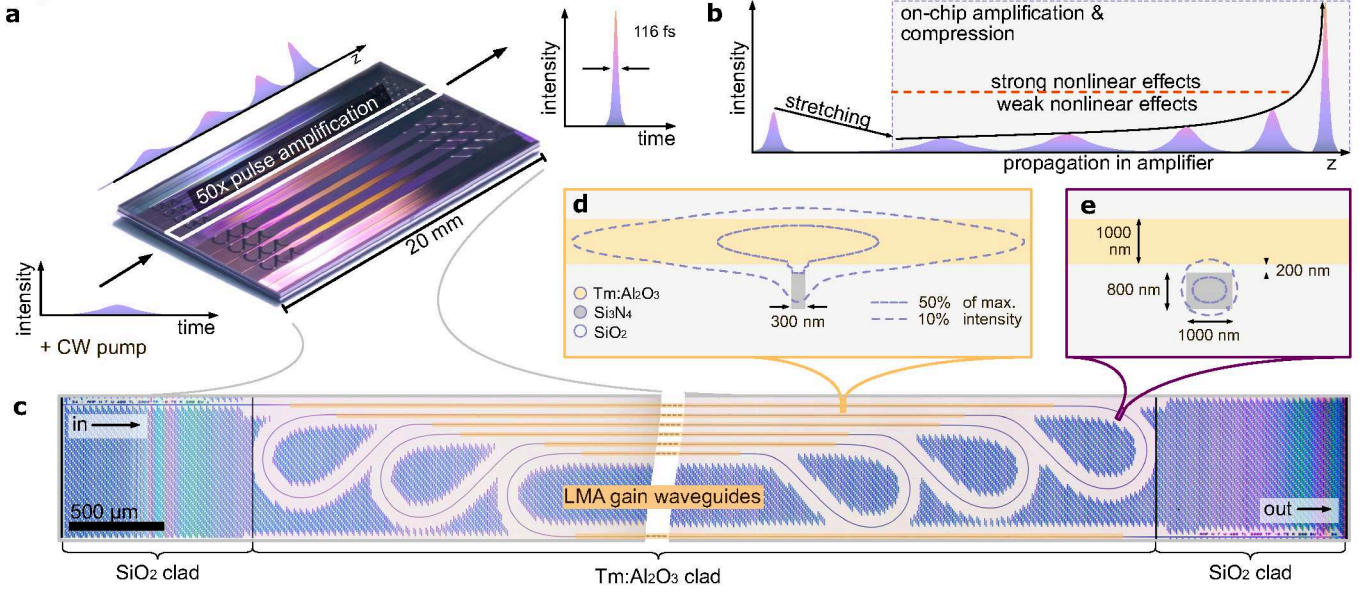 a
z
50x pulse amplification
20 mm
intensity
time
+ CW pump
intensity
116 fs
time
b
intensity
stretching
on-chip amplification &
compression
strong nonlinear effects
weak nonlinear effects
propagation in amplifier
z
d
Tm:Al₂O₃
Si₃N₄
SiO₂
300 nm
50% of max.
10% intensity
e
1000
nm
200 nm
800 nm
1000 nm
c
in
500 µm
LMA gain waveguides
out
SiO₂ clad
Tm:Al₂O₃ clad
SiO₂ clad